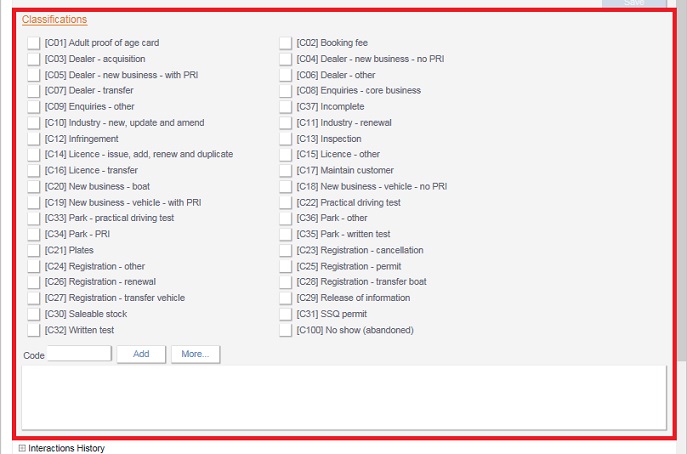 Save
Classifications
[C01] Adult proof of age card [C02] Booking fee
[C03] Dealer - acquisition [C04] Dealer - new business - no PRI
[C05] Dealer - new business - with PRI [C06] Dealer - other
[C07] Dealer - transfer [C08] Enquiries - core business
[C09] Enquiries - other [C37] Incomplete
[C10] Industry - new, update and amend [C11] Industry - renewal
[C12] Infringement [C13] Inspection
[C14] Licence - issue, add, renew and duplicate [C15] Licence - other
[C16] Licence - transfer [C17] Maintain customer
[C20] New business - boat [C18] New business - vehicle - no PRI
[C19] New business - vehicle - with PRI [C22] Practical driving test
[C33] Park - practical driving test [C36] Park - other
[C34] Park - PRI [C35] Park - written test
[C21] Plates [C23] Registration - cancellation
[C24] Registration - other [C25] Registration - permit
[C26] Registration - renewal [C28] Registration - transfer boat
[C27] Registration - transfer vehicle [C29] Release of information
[C30] Saleable stock [C31] SSQ permit
[C32] Written test [C100] No show (abandoned)
Code Add More...
Interactions History